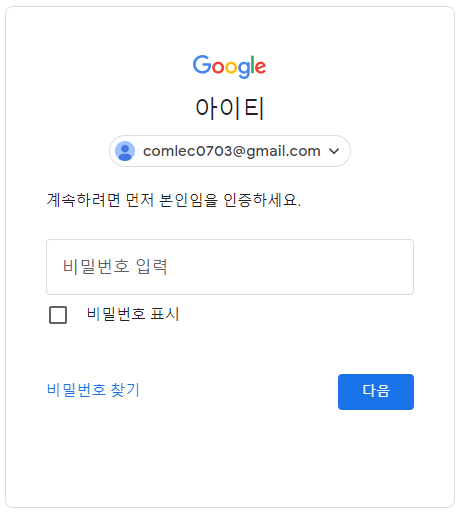 Google
아이티
comlec0703@gmail.com
계속하려면 먼저 본인임을 인증하세요.
비밀번호 입력
비밀번호 표시
비밀번호 찾기
다음